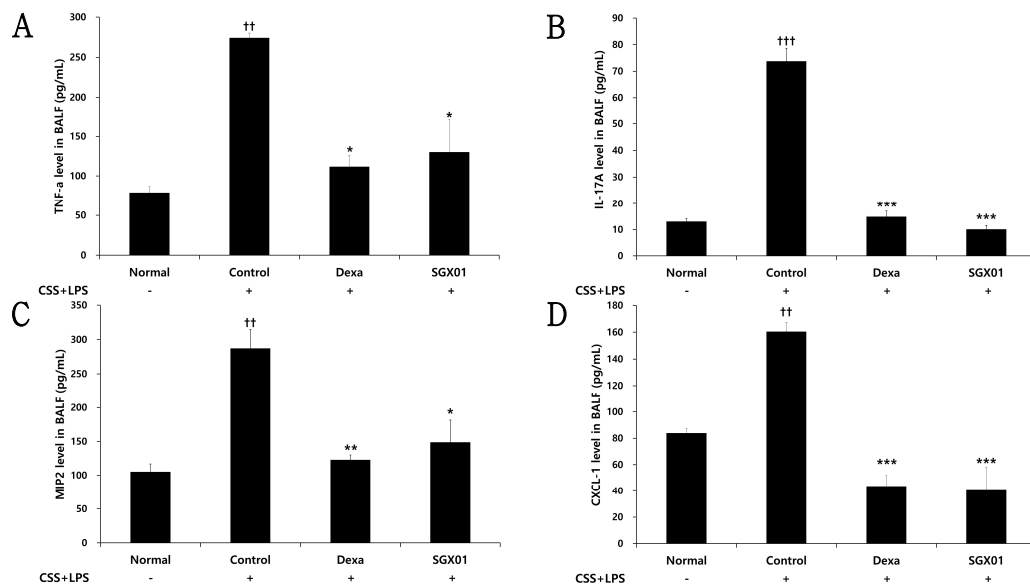 A
TNF-a level in BALF (pg/mL)
300
250
200
150
100
50
0
††
*
*
Normal Control Dexa SGX01
CSS+LPS - + + +
B
IL-17A level in BALF (pg/mL)
90
80
70
60
50
40
30
20
10
0
†††
***
***
Normal Control Dexa SGX01
- + + +
C
MIP2 level in BALF (pg/mL)
350
300
250
200
150
100
50
0
††
**
*
Normal Control Dexa SGX01
CSS+LPS - + + +
D
CXCL-1 level in BALF (pg/mL)
180
160
140
120
100
80
60
40
20
0
††
***
***
Normal Control Dexa SGX01
- + + +